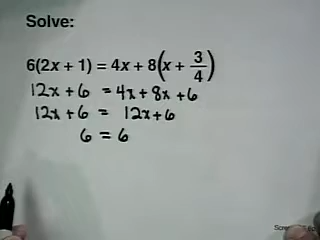 Solve:
6(2x + 1) = 4x + 8(x + 3/4)
12x + 6 = 4x + 8x + 6
12x + 6 = 12x + 6
6 = 6